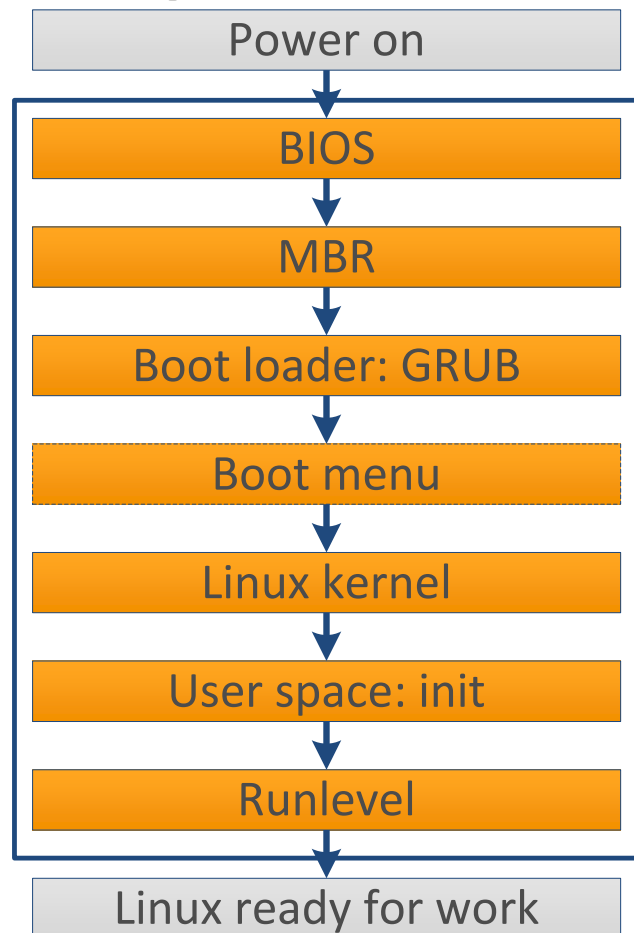 Power on
BIOS
MBR
Boot loader: GRUB
Boot menu
Linux kernel
User space: init
Runlevel
Linux ready for work